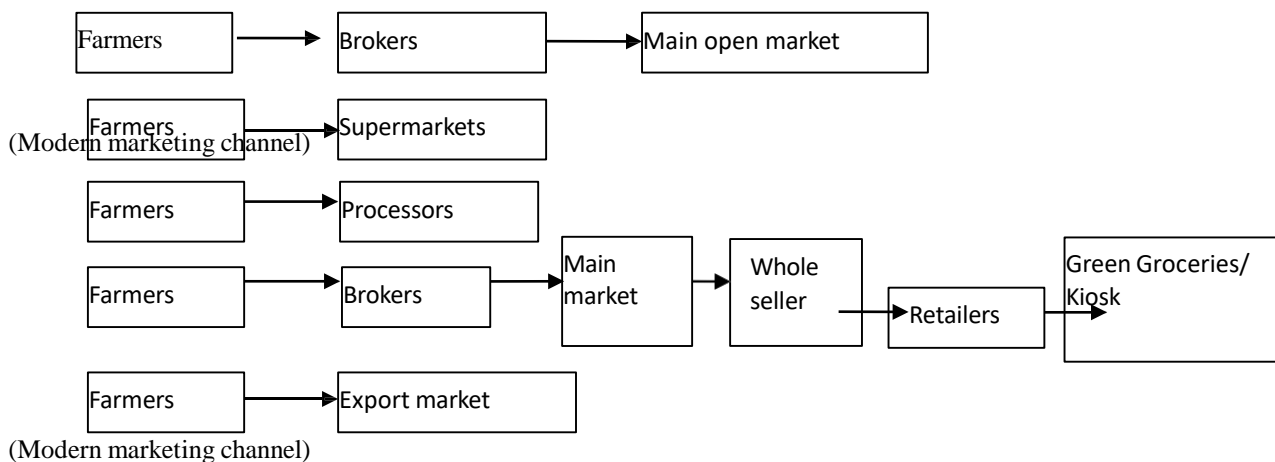 Farmers Brokers Main open market
Farmers Supermarkets
(Modern marketing channel)
Farmers Processors
Farmers Brokers Main market Whole seller Retailers Green Groceries/ Kiosk
Farmers Export market
(Modern marketing channel)